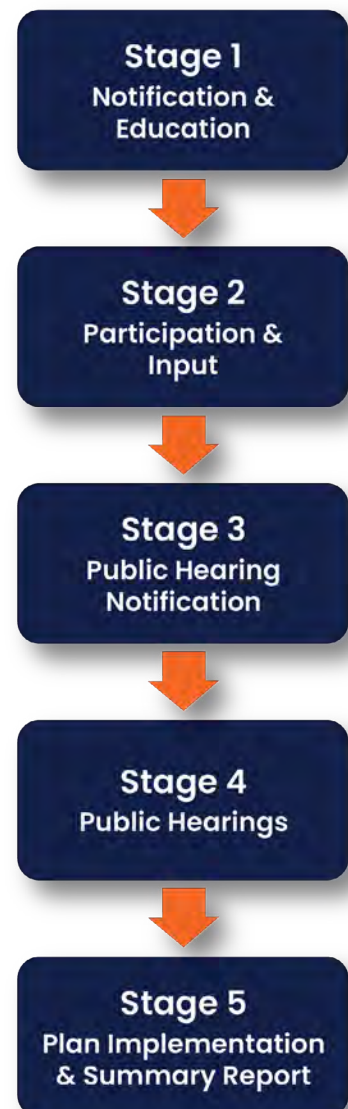 Stage 1
Notification &
Education
Stage 2
Participation &
Input
Stage 3
Public Hearing
Notification
Stage 4
Public Hearings
Stage 5
Plan Implementation
& Summary Report